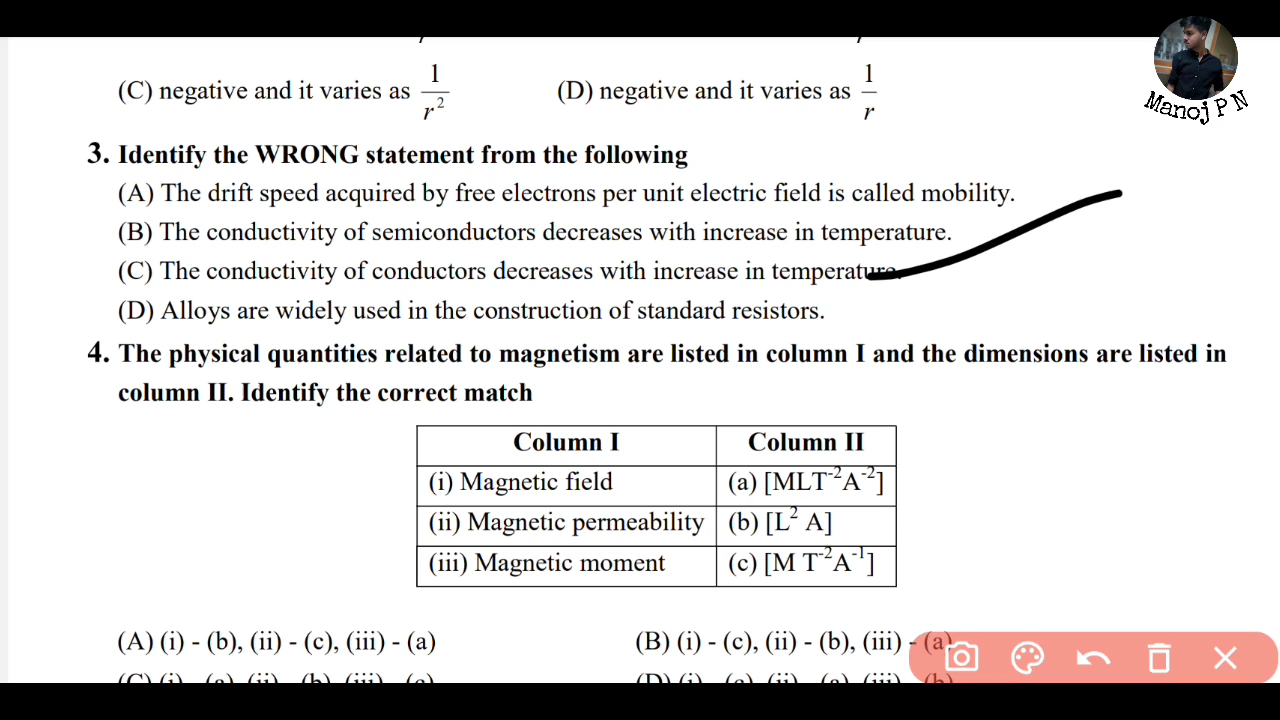 (C) negative and it varies as 1/r² (D) negative and it varies as 1/r
Manoj P N
3. Identify the WRONG statement from the following
(A) The drift speed acquired by free electrons per unit electric field is called mobility.
(B) The conductivity of semiconductors decreases with increase in temperature.
(C) The conductivity of conductors decreases with increase in temperature.
(D) Alloys are widely used in the construction of standard resistors.
4. The physical quantities related to magnetism are listed in column I and the dimensions are listed in
column II. Identify the correct match
Column I Column II
(i) Magnetic field (a) [MLT⁻²A⁻²]
(ii) Magnetic permeability (b) [L² A]
(iii) Magnetic moment (c) [M T⁻²A⁻¹]
(A) (i) - (b), (ii) - (c), (iii) - (a) (B) (i) - (c), (ii) - (b), (iii) - (a)